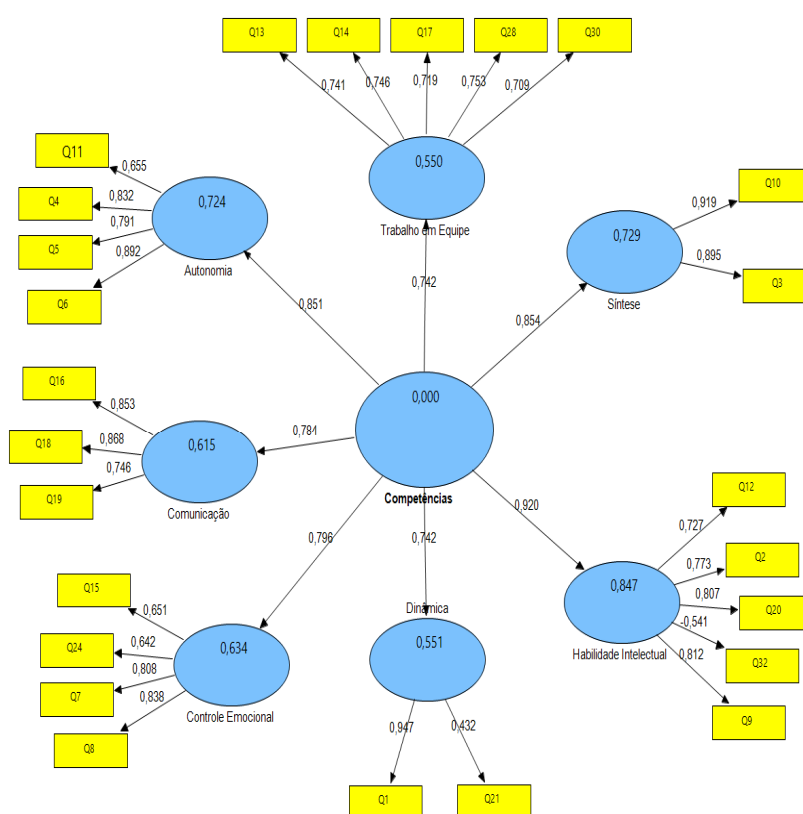 Q13
Q14
Q17
Q28
Q30
0,741
0,746
0,719
0,753
0,709
0,550
Trabalho em Equipe
Q11
Q4
Q5
Q6
0,655
0,832
0,791
0,892
0,724
Autonomia
Q10
Q3
0,919
0,895
0,729
Síntese
0,742
0,851
0,854
0,000
Competências
Q16
Q18
Q19
0,853
0,868
0,746
0,615
Comunicação
0,784
0,920
0,796
0,742
Q12
Q2
Q20
Q32
Q9
0,727
0,773
0,807
-0,541
0,812
0,847
Habilidade Intelectual
Q15
Q24
Q7
Q8
0,651
0,642
0,808
0,838
0,634
Controle Emocional
Dinâmica
0,551
0,947
0,432
Q1
Q21